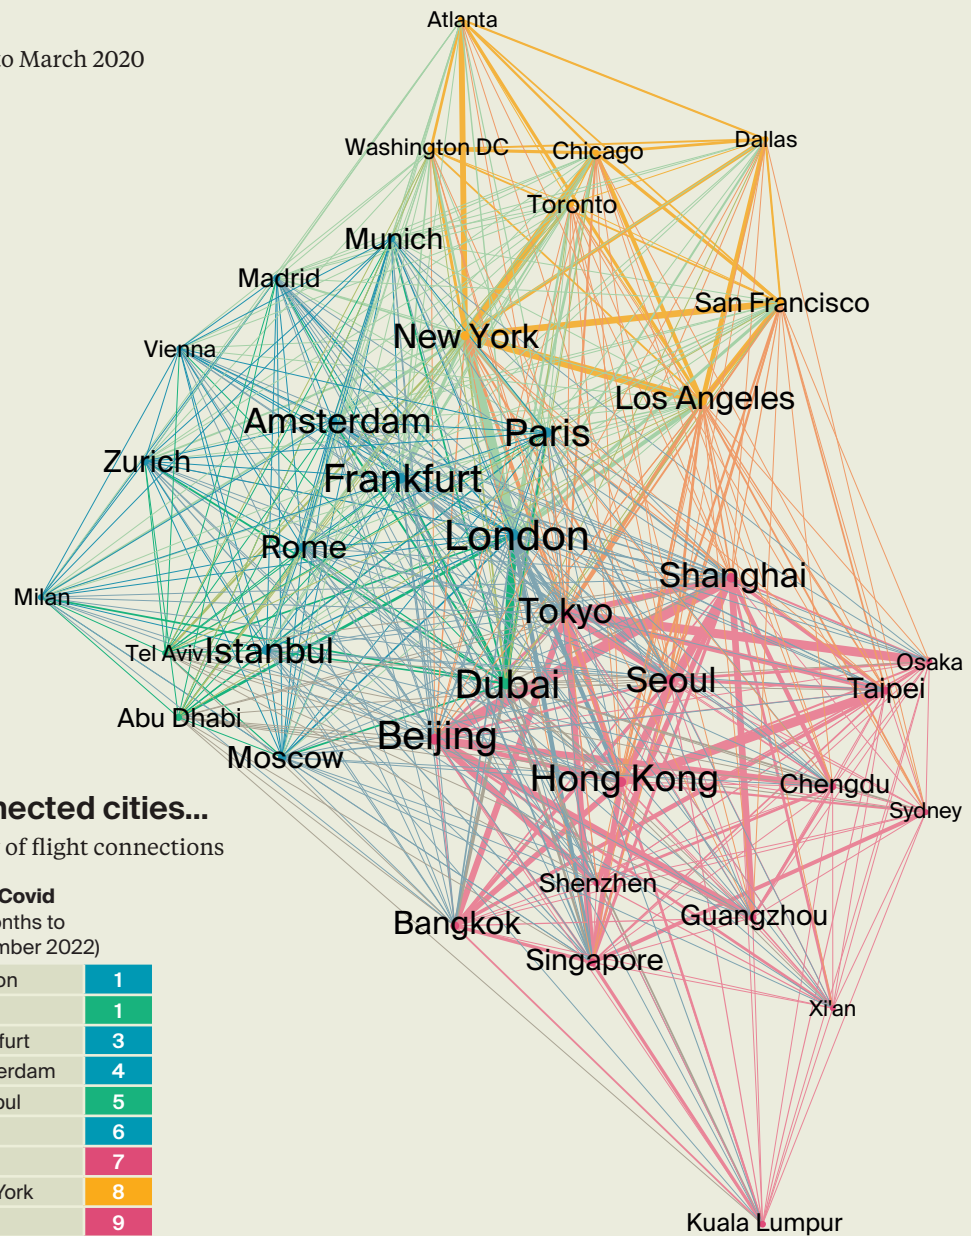 Atlanta
to March 2020
Dallas
Washington DC
Chicago
Toronto
Munich
Madrid
San Francisco
New York
Vienna
Los Angeles
Amsterdam
Paris
Zurich
Frankfurt
London
Rome
Shanghai
Milan
Tokyo
Tel Aviv
Istanbul
Osaka
Dubai
Seoul
Taipei
Abu Dhabi
Beijing
Moscow
Hong Kong
Chengdu
Sydney
nected cities...
of flight connections
Shenzhen
Covid
Bangkok
Guangzhou
onths to
mber 2022)
Singapore
on 1
1
Xi'an
furt 3
erdam 4
oul 5
6
7
York 8
9
Kuala Lumpur